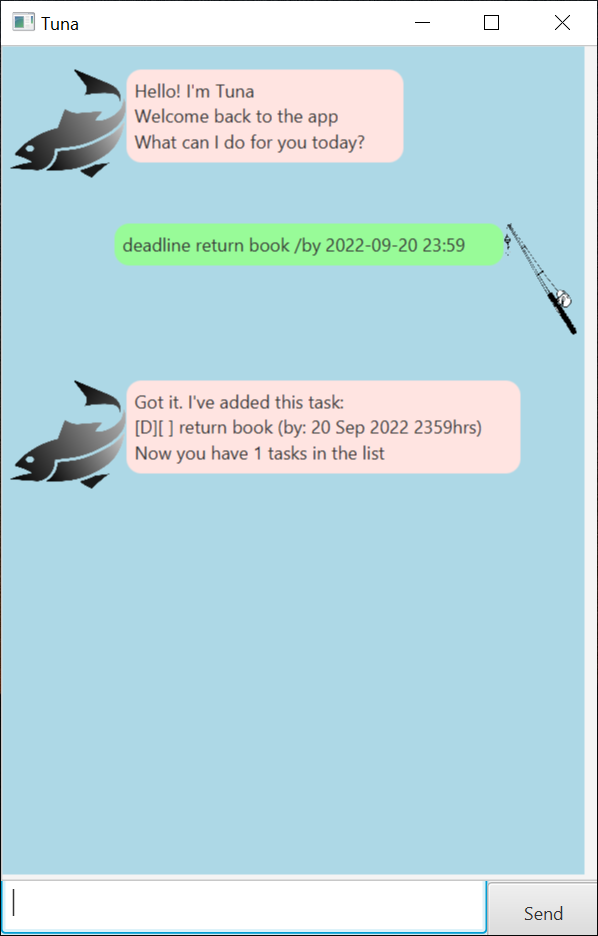 Tuna
Hello! I'm Tuna
Welcome back to the app
What can I do for you today?
deadline return book /by 2022-09-20 23:59
Got it. I've added this task:
[D][ ] return book (by: 20 Sep 2022 2359hrs)
Now you have 1 tasks in the list
Send